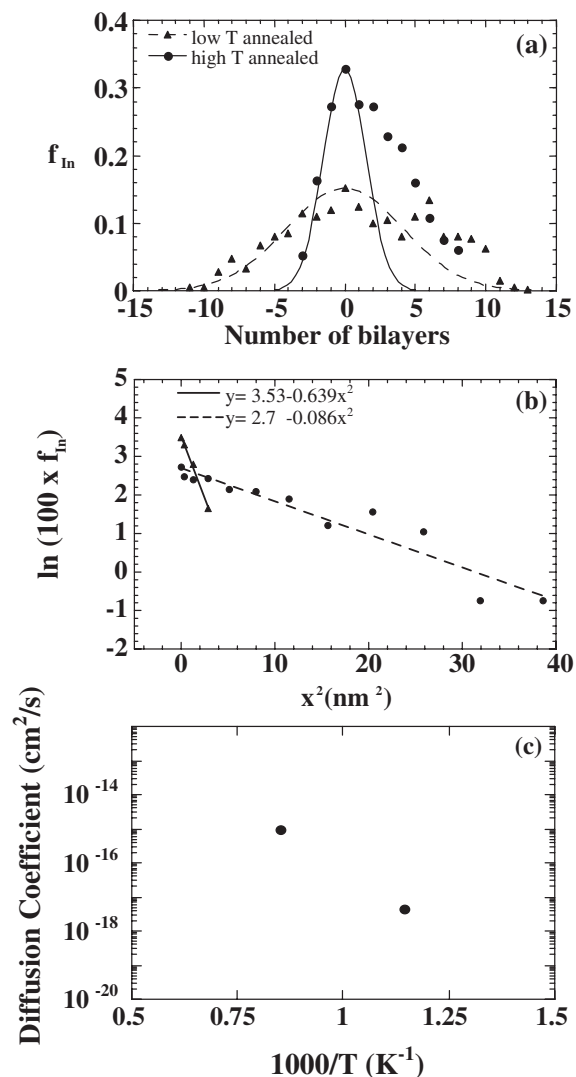 low T annealed
(a)
high T annealed
0.4
0.3
f_In
0.2
0.1
0
-15 -10 -5 0 5 10 15
Number of bilayers
5
y= 3.53-0.639x²
(b)
4
y= 2.7 -0.086x²
3
2
1
0
-1
-2
ln (100 x f_In)
0 10 20 30 40
x²(nm²)
(c)
10⁻¹⁴
10⁻¹⁶
10⁻¹⁸
10⁻²⁰
Diffusion Coefficient (cm²/s)
0.5 0.75 1 1.25 1.5
1000/T (K⁻¹)